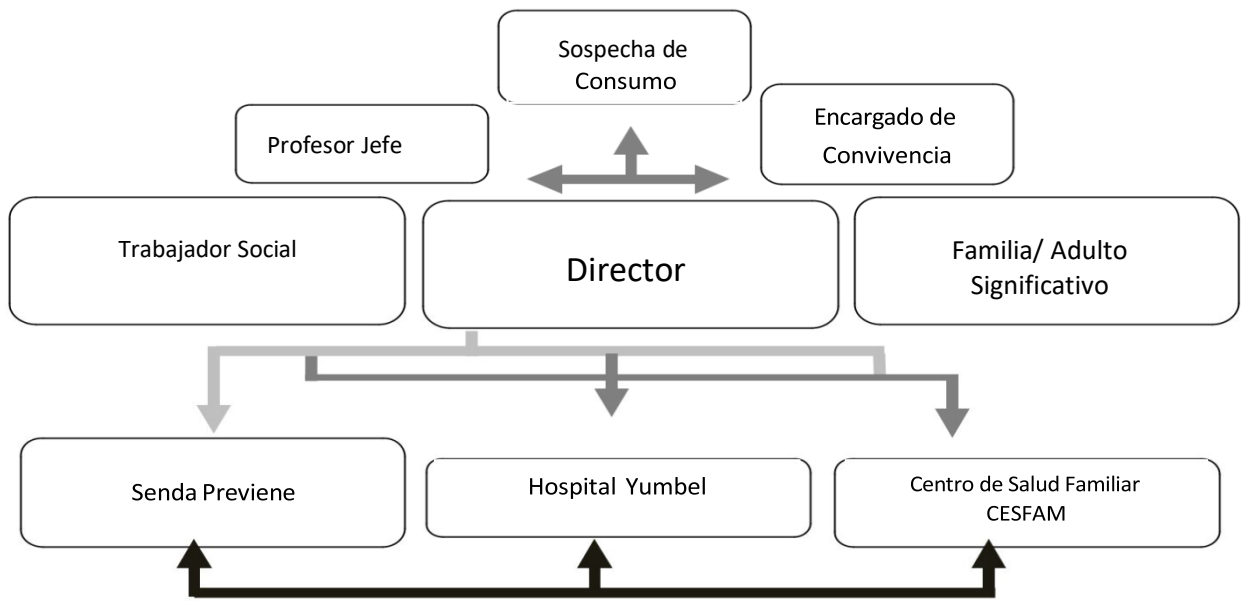 Sospecha de
Consumo
Profesor Jefe
Encargado de
Convivencia
Trabajador Social
Director
Familia/ Adulto
Significativo
Senda Previene
Hospital Yumbel
Centro de Salud Familiar
CESFAM